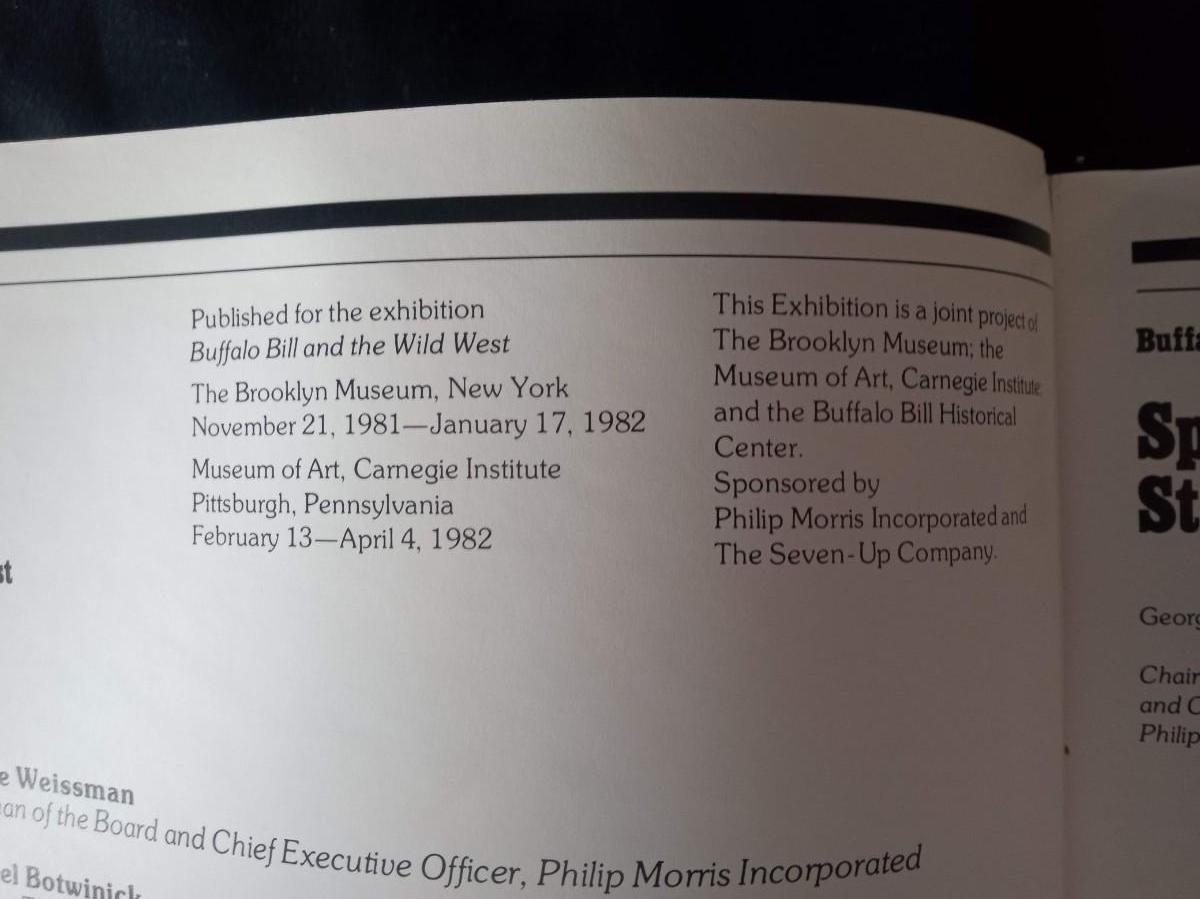 Published for the exhibition
Buffalo Bill and the Wild West
The Brooklyn Museum, New York
November 21, 1981—January 17, 1982
Museum of Art, Carnegie Institute
Pittsburgh, Pennsylvania
February 13—April 4, 1982
This Exhibition is a joint project of
The Brooklyn Museum; the
Museum of Art, Carnegie Institute
and the Buffalo Bill Historical
Center.
Sponsored by
Philip Morris Incorporated and
The Seven-Up Company.
st
e Weissman
an of the Board and Chief Executive Officer, Philip Morris Incorporated
el Botwinick
Buffa
Sp
St
Georg
Chair
and C
Philip